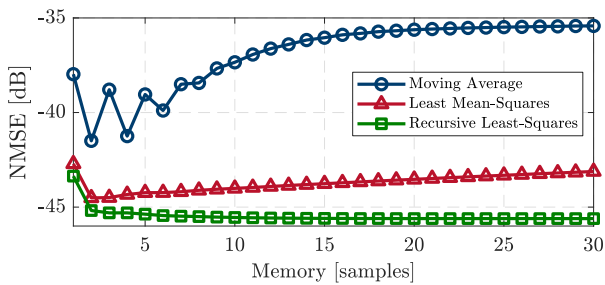 -35
-40
-45
NMSE [dB]
Moving Average
Least Mean-Squares
Recursive Least-Squares
5 10 15 20 25 30
Memory [samples]